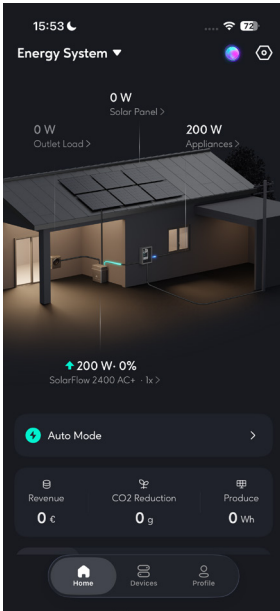 15:53
72
Energy System
0 W
Solar Panel >
0 W
Outlet Load >
200 W
Appliances >
200 W· 0%
SolarFlow 2400 AC+ · 1x >
Auto Mode
Revenue
CO2 Reduction
Produce
0 €
0 g
0 Wh
Home
Devices
Profile